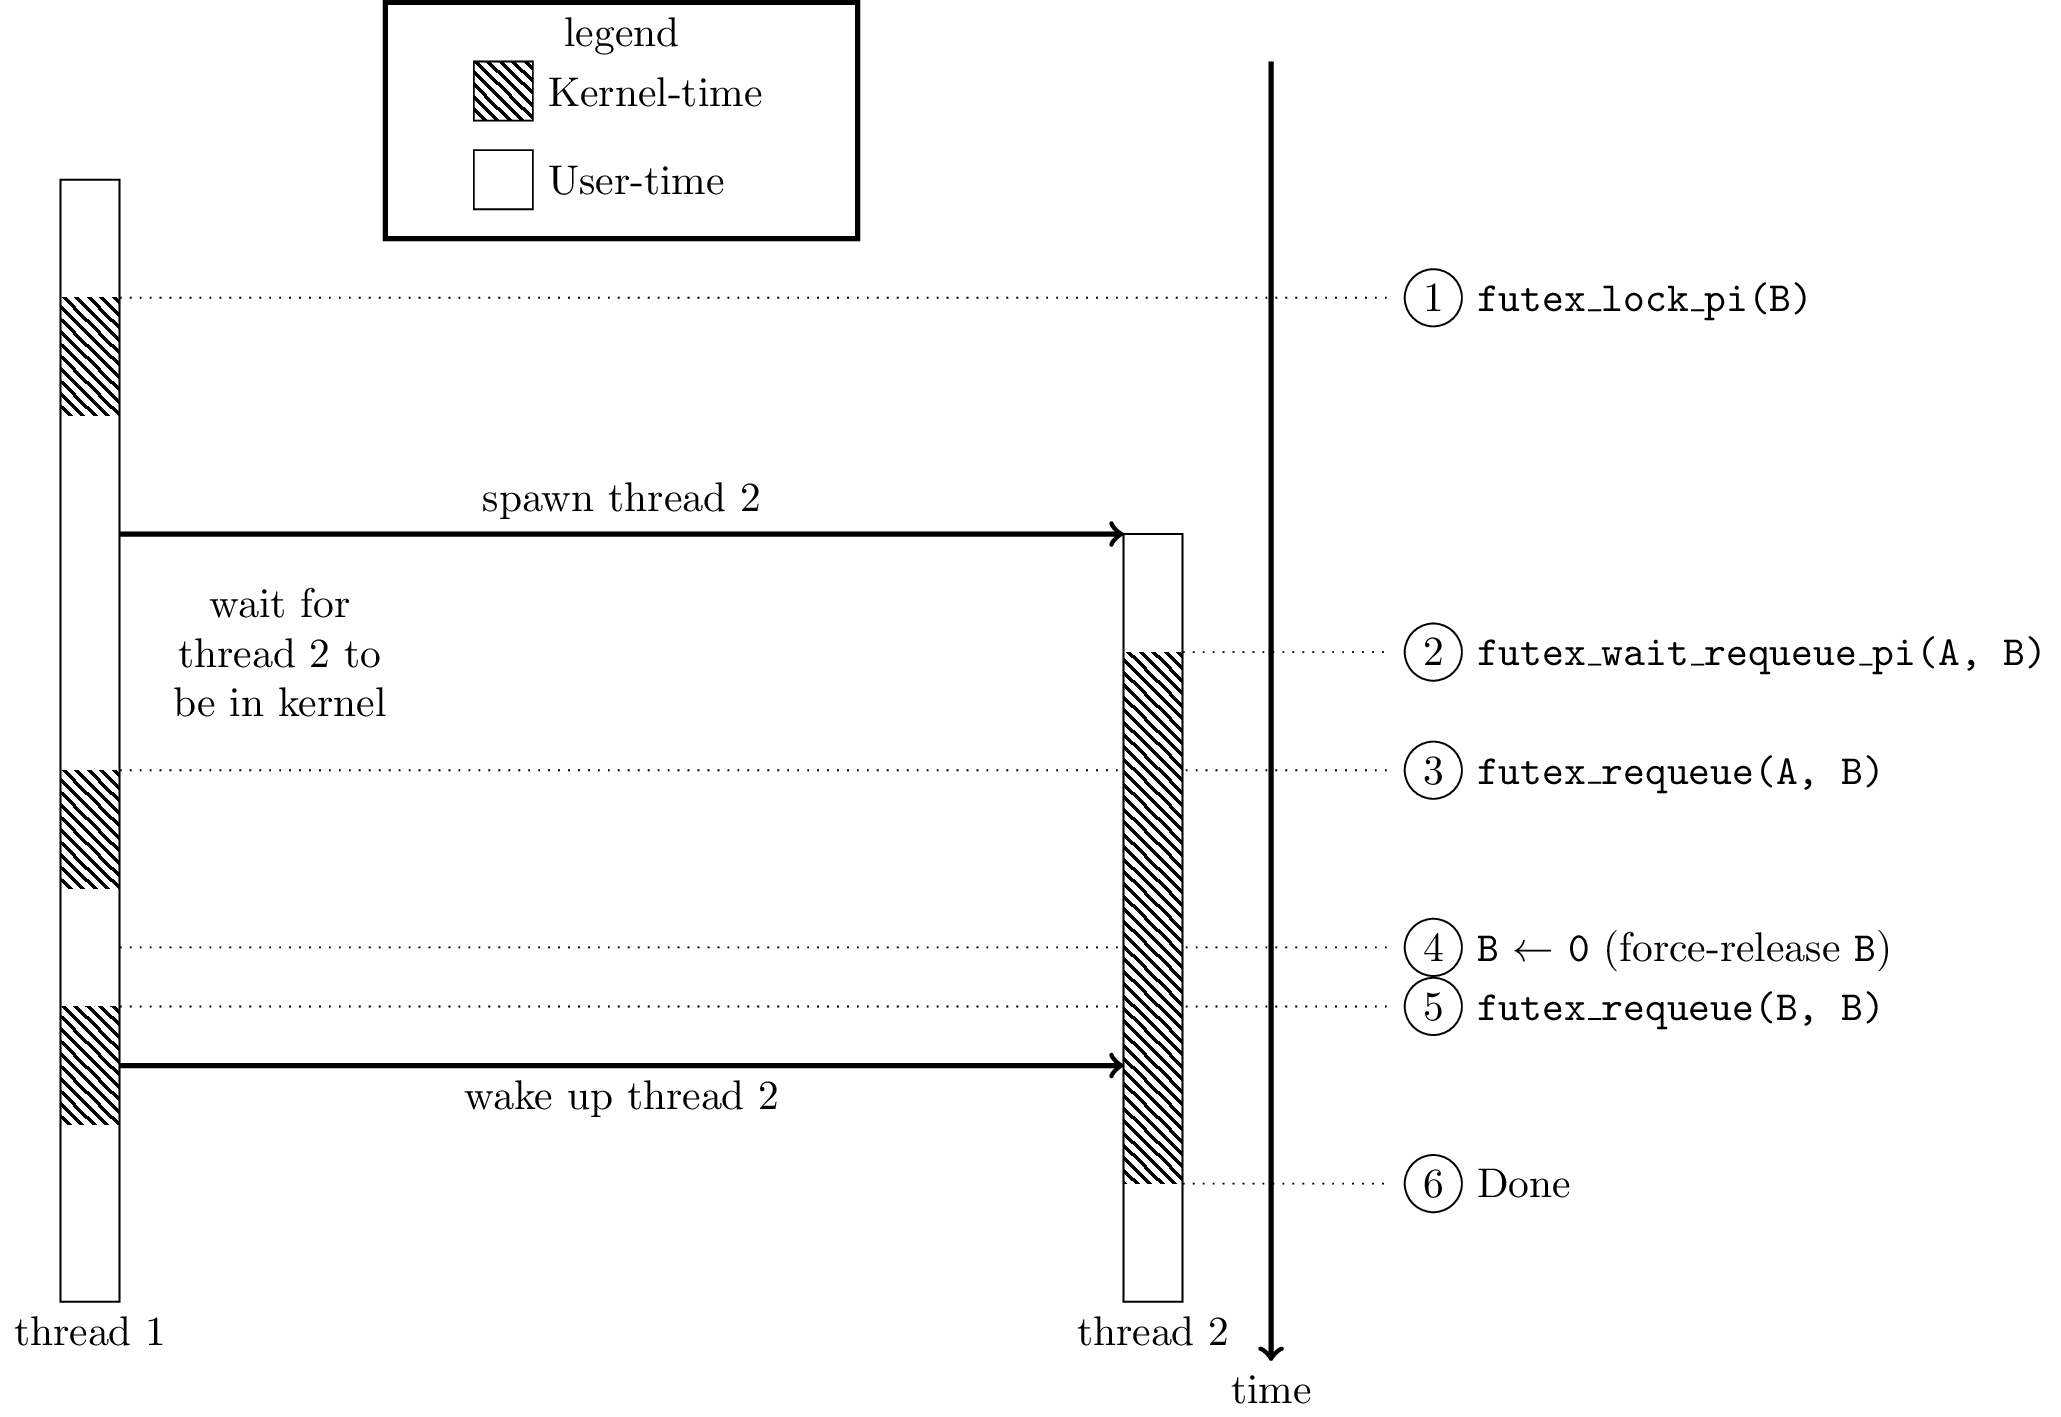 legend
Kernel-time
User-time
1 futex_lock_pi(B)
spawn thread 2
wait for
thread 2 to
be in kernel
2 futex_wait_requeue_pi(A, B)
3 futex_requeue(A, B)
4 B ← 0 (force-release B)
5 futex_requeue(B, B)
wake up thread 2
6 Done
thread 1
thread 2
time